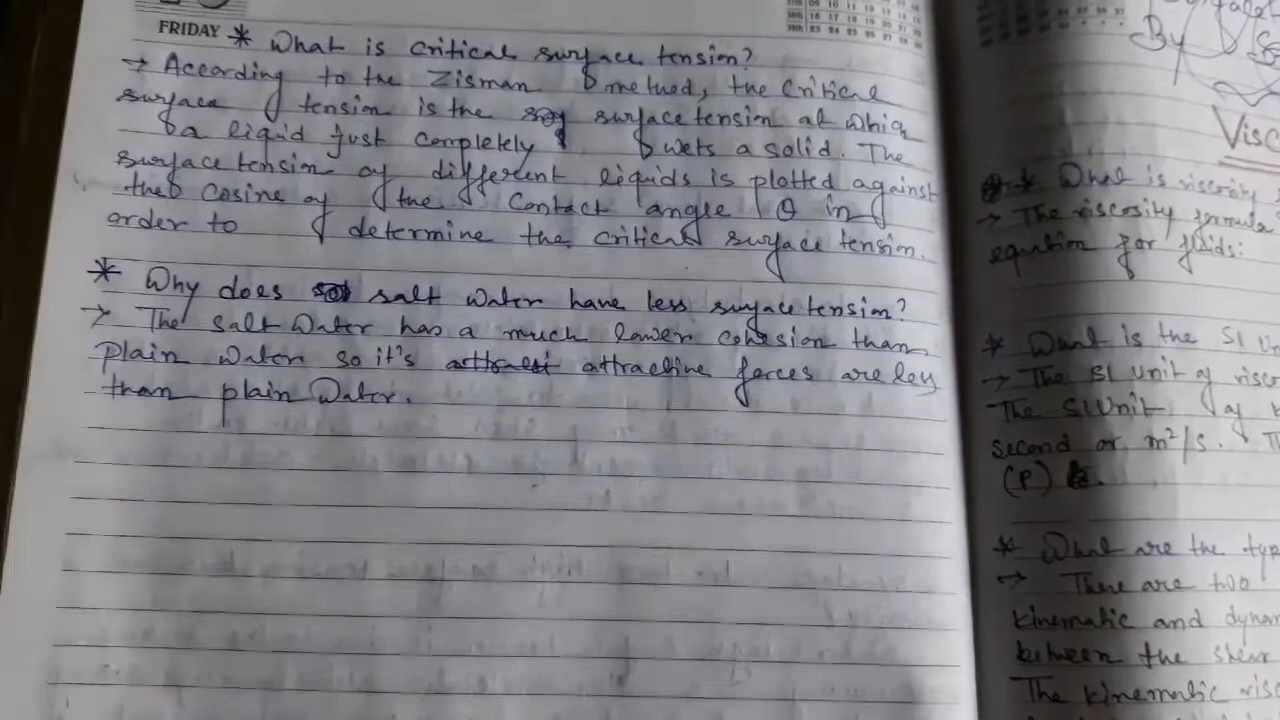 FRIDAY
* What is critical surface tension?
→ According to the Zisman method, the critical
surface tension is the surface tension at which
a liquid just completely wets a solid. The
surface tension of different liquids is plotted against
the cosine of the contact angle θ in
order to determine the critical surface tension.
* Why does salt water have less surface tension?
→ The salt water has a much lower cohesion than
plain water so it's attractive forces are less
than plain water.
By
Visc
* What is viscosity
→ The viscosity formula
equation for fluids:
* What is the SI Un
→ The SI Unit of visco
The SI Unit of
second or m²/s. T
(P)
* What are the typ
→ There are two
kinematic and dynam
between the shear
The kinematic visc